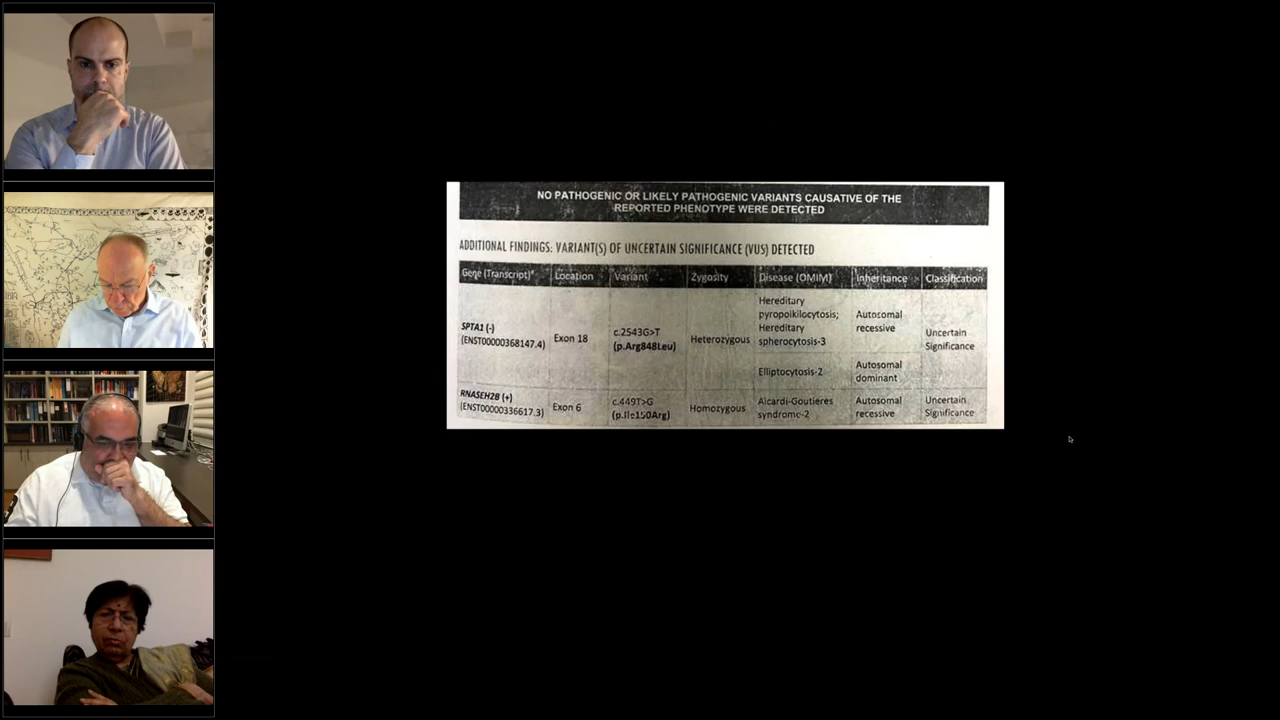 NO PATHOGENIC OR LIKELY PATHOGENIC VARIANTS CAUSATIVE OF THE
REPORTED PHENOTYPE WERE DETECTED
ADDITIONAL FINDINGS: VARIANT(S) OF UNCERTAIN SIGNIFICANCE (VUS) DETECTED
Gene (Transcript)# Location Variant Zygosity Disease (OMIM) Inheritance Classification
SPTA1 (-)
(ENST00000368147.4)
Exon 18
c.2543G>T
(p.Arg848Leu)
Heterozygous
Hereditary
pyropoikilocytosis;
Hereditary
spherocytosis-3
Autosomal
recessive
Uncertain
Significance
Elliptocytosis-2
Autosomal
dominant
RNASEH2B (+)
(ENST00000336617.3)
Exon 6
c.449T>G
(p.Ile150Arg)
Homozygous
Aicardi-Goutieres
syndrome-2
Autosomal
recessive
Uncertain
Significance